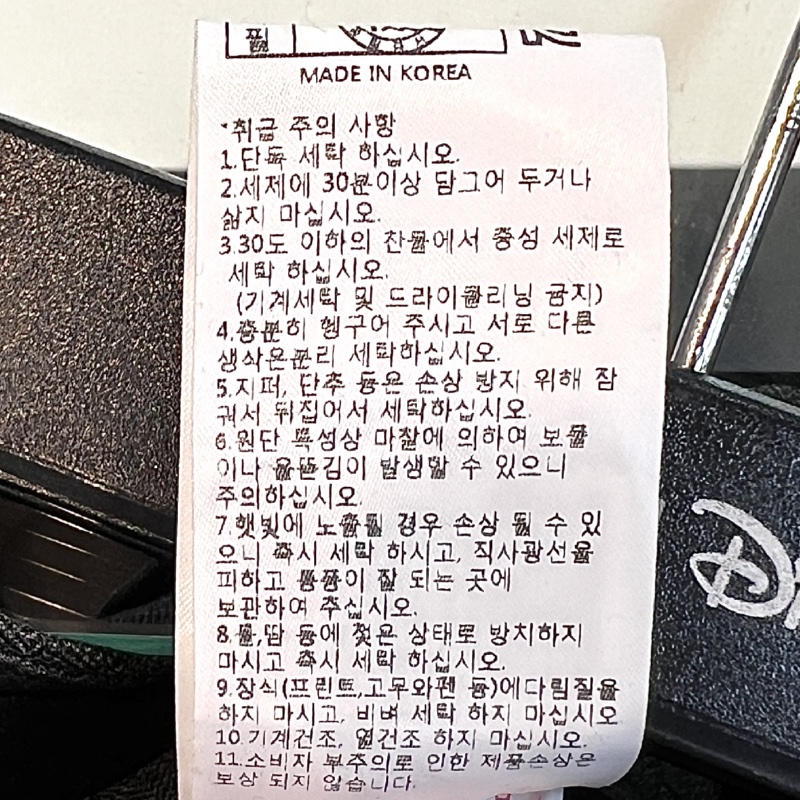 MADE IN KOREA
*취급 주의 사항
1.단독 세탁 하십시오.
2.세제에 30분이상 담그어 두거나
삶지 마십시오.
3.30도 이하의 찬물에서 중성 세제로
세탁 하십시오.
(기계세탁 및 드라이클리닝 금지)
4.충분히 헹구어 주시고 서로 다른
생삭은분리 세탁하십시오.
5.지퍼, 단추 등은 손상 방지 위해 잠
궈서 뒤집어서 세탁하십시오.
6.원단 특성상 마찰에 의하여 보풀
이나 올뜯김이 발생할 수 있으니
주의하십시오.
7.햇빛에 노출될 경우 손상 될 수 있
으니 즉시 세탁 하시고, 직사광선을
피하고 통풍이 잘 되는 곳에
보관하여 주십시오.
8.물,땀 등에 젖은 상태로 방치하지
마시고 즉시 세탁 하십시오.
9.장식(프린트,고무와펜 등)에다림질을
하지 마시고, 비벼 세탁 하지 마십시오
10.기계건조, 열건조 하지 마십시오.
11.소비자 부주의로 인한 제품손상은
보상 되지 않습니다.